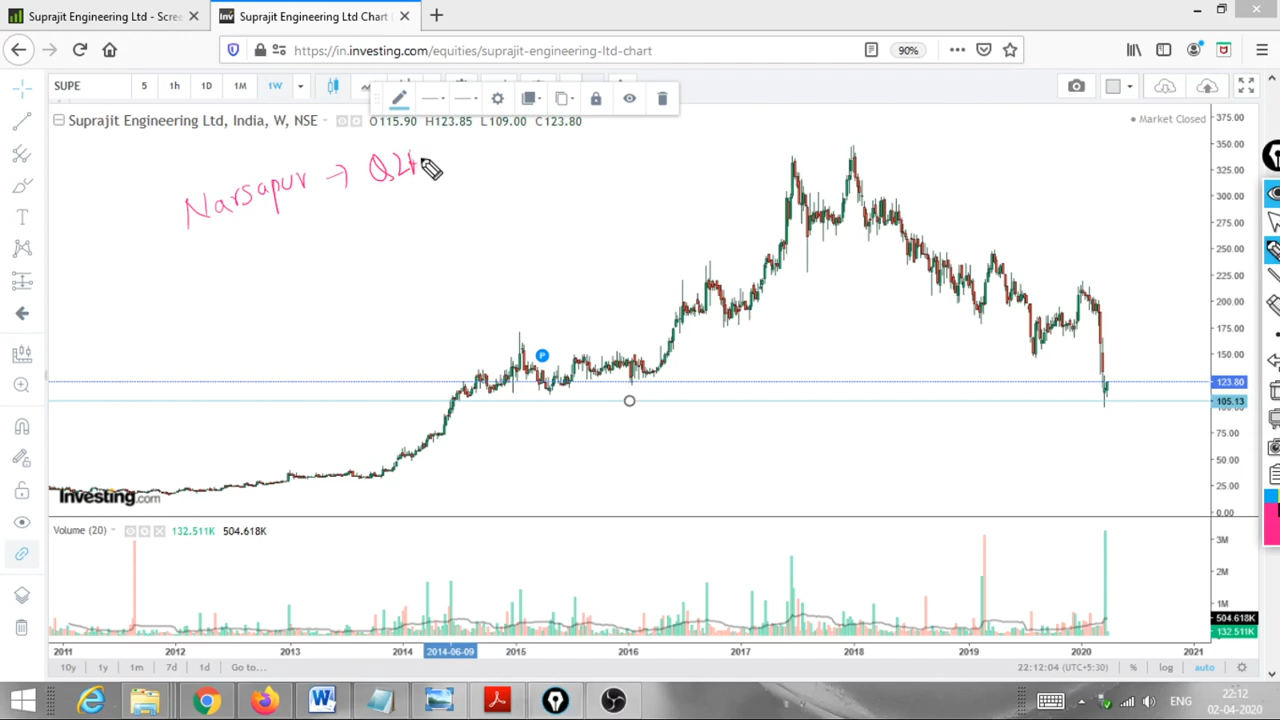 Suprajit Engineering Ltd - Scree
Suprajit Engineering Ltd Chart
https://in.investing.com/equities/suprajit-engineering-ltd-chart
90%
SUPE 5 1h 1D 1M 1W
Suprajit Engineering Ltd, India, W, NSE O115.90 H123.85 L109.00 C123.80
Market Closed
Narsapur →
375.00
350.00
325.00
300.00
275.00
250.00
225.00
200.00
175.00
150.00
P
123.80
105.13
75.00
50.00
25.00
0.00
Investing.com
Volume (20) 132.511K 504.618K
3M
2M
1M
504.618K
132.511K
2011 2012 2013 2014 2014-06-09 2015 2016 2017 2018 2019 2020 2021
10y 1y 1m 7d 1d Go to... 22:12:04 (UTC+5:30) % log auto
ENG 22:12
02-04-2020